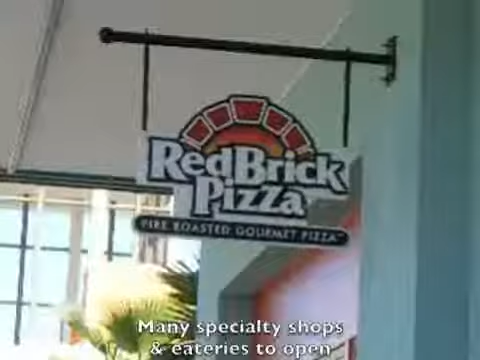 RedBrick
Pizza
FIRE ROASTED GOURMET PIZZA™
Many specialty shops
& eateries to open